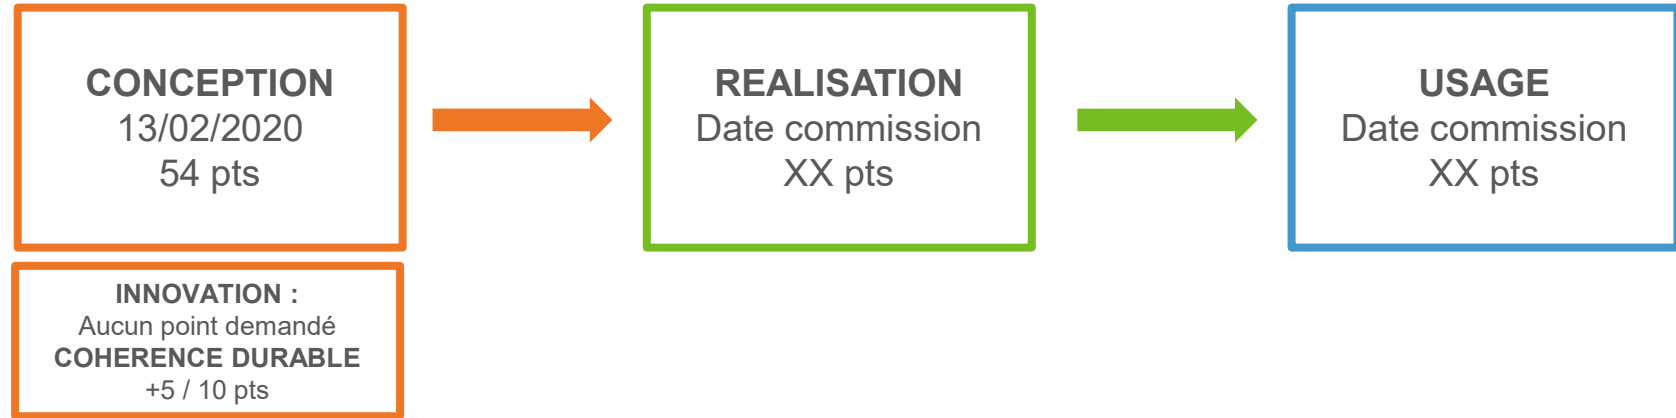 CONCEPTION
13/02/2020
54 pts
REALISATION
Date commission
XX pts
USAGE
Date commission
XX pts
INNOVATION :
Aucun point demandé
COHERENCE DURABLE
+5 / 10 pts